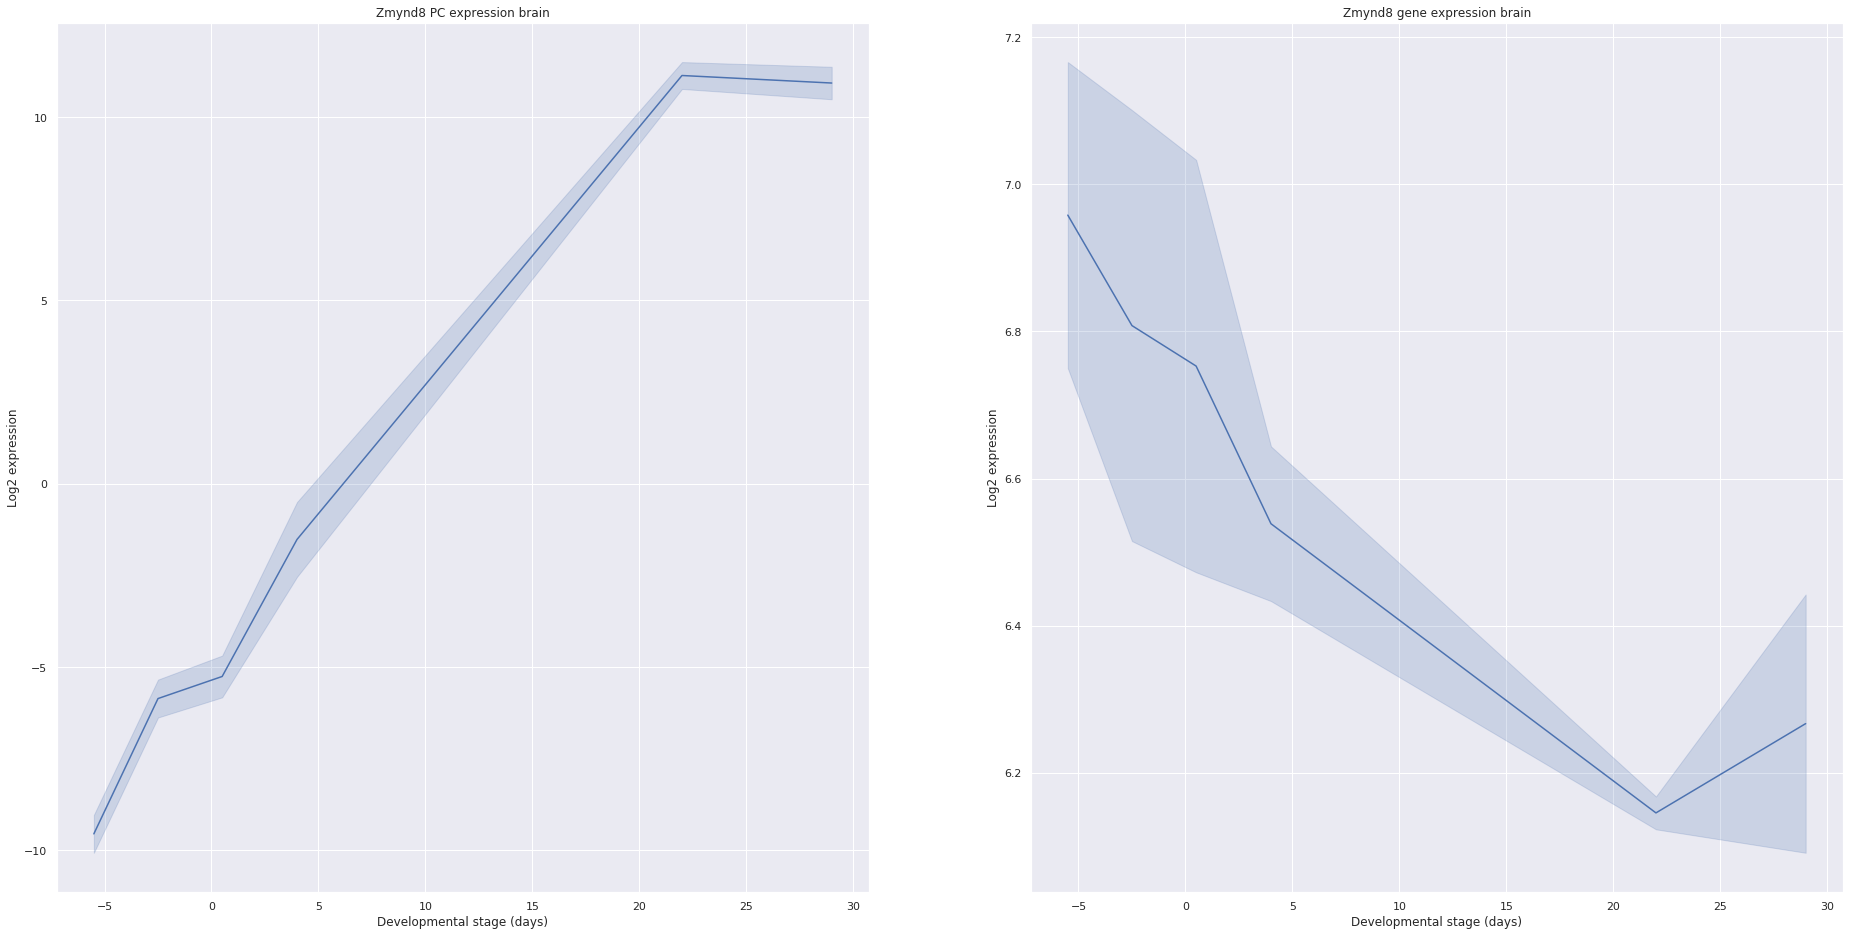 Zmynd8 PC expression brain
10
5
0
−5
−10
Log2 expression
−5 0 5 10 15 20 25 30
Developmental stage (days)
Zmynd8 gene expression brain
7.2
7.0
6.8
6.6
6.4
6.2
Log2 expression
−5 0 5 10 15 20 25 30
Developmental stage (days)